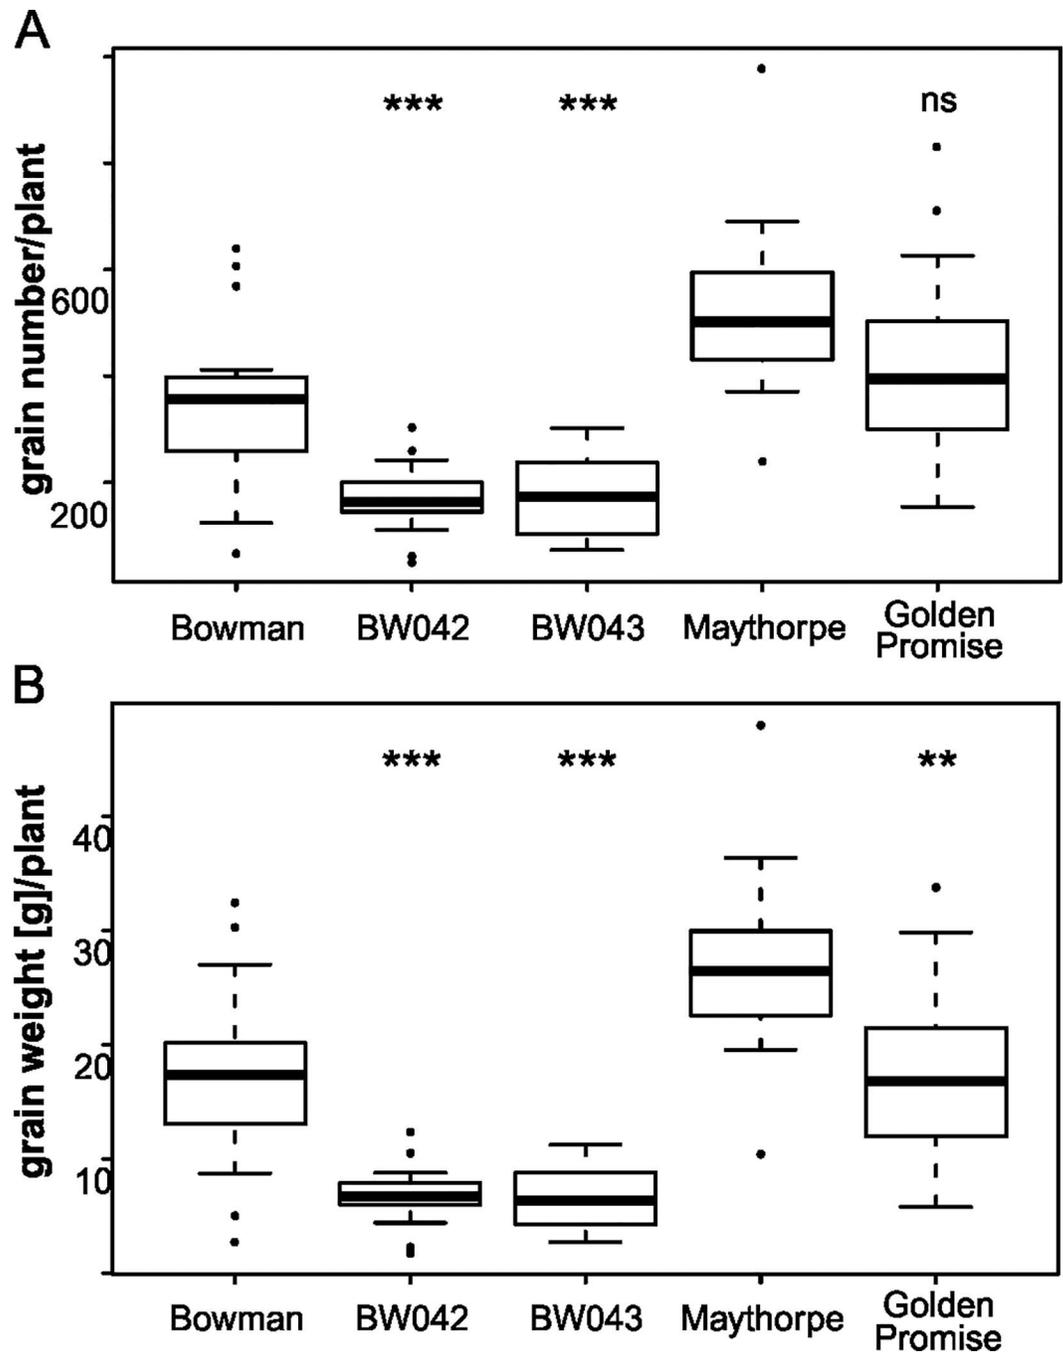 A
grain number/plant
600
200
*** *** ns
Bowman BW042 BW043 Maythorpe Golden
Promise
B
grain weight [g]/plant
40
30
20
10
*** *** **
Bowman BW042 BW043 Maythorpe Golden
Promise